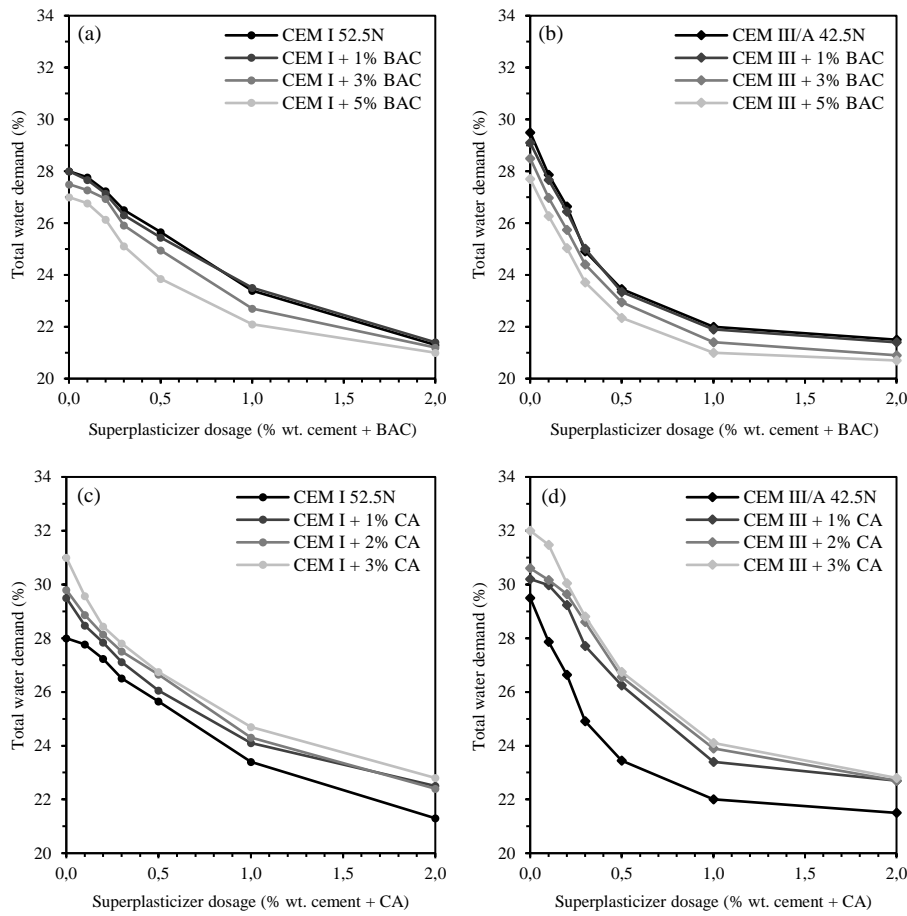 (a)
CEM I 52.5N
CEM I + 1% BAC
CEM I + 3% BAC
CEM I + 5% BAC
34
32
30
28
26
24
22
20
Total water demand (%)
0,0 0,5 1,0 1,5 2,0
Superplasticizer dosage (% wt. cement + BAC)
(b)
CEM III/A 42.5N
CEM III + 1% BAC
CEM III + 3% BAC
CEM III + 5% BAC
34
32
30
28
26
24
22
20
Total water demand (%)
0,0 0,5 1,0 1,5 2,0
Superplasticizer dosage (% wt. cement + BAC)
(c)
CEM I 52.5N
CEM I + 1% CA
CEM I + 2% CA
CEM I + 3% CA
34
32
30
28
26
24
22
20
Total water demand (%)
0,0 0,5 1,0 1,5 2,0
Superplasticizer dosage (% wt. cement + CA)
(d)
CEM III/A 42.5N
CEM III + 1% CA
CEM III + 2% CA
CEM III + 3% CA
34
32
30
28
26
24
22
20
Total water demand (%)
0,0 0,5 1,0 1,5 2,0
Superplasticizer dosage (% wt. cement + CA)